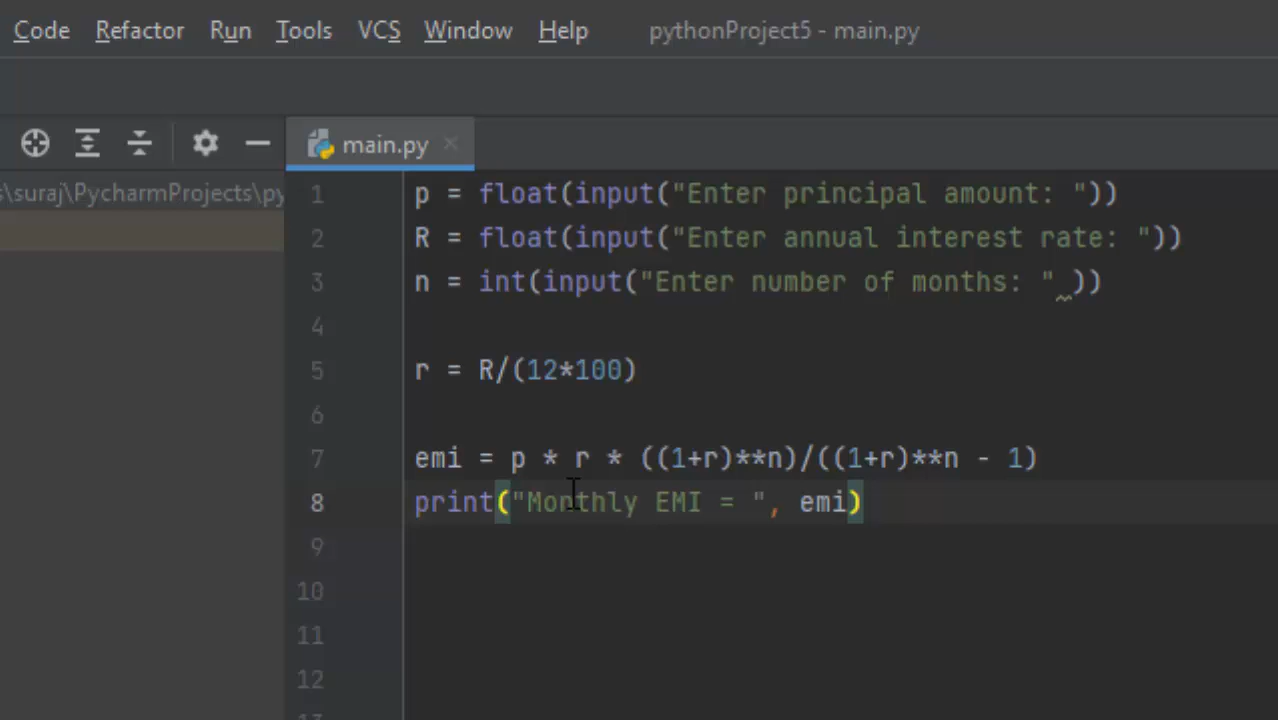 Code Refactor Run Tools VCS Window Help pythonProject5 - main.py
main.py
s\suraj\PycharmProjects\py
1 p = float(input("Enter principal amount: "))
2 R = float(input("Enter annual interest rate: "))
3 n = int(input("Enter number of months: " ))
4
5 r = R/(12*100)
6
7 emi = p * r * ((1+r)**n)/((1+r)**n - 1)
8 print("Monthly EMI = ", emi)
9
10
11
12
13